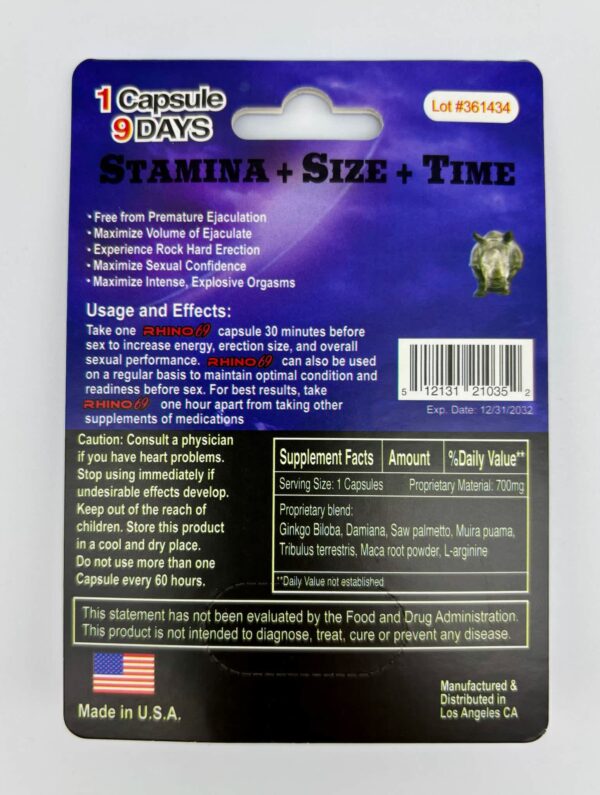 1 Capsule
9 DAYS
Lot #361434
STAMINA + SIZE + TIME
• Free from Premature Ejaculation
• Maximize Volume of Ejaculate
• Experience Rock Hard Erection
• Maximize Sexual Confidence
• Maximize Intense, Explosive Orgasms
Usage and Effects:
Take one RHINO 69 capsule 30 minutes before
sex to increase energy, erection size, and overall
sexual performance. RHINO 69 can also be used
on a regular basis to maintain optimal condition and
readiness before sex. For best results, take
RHINO 69 one hour apart from taking other
supplements of medications
5 12131 21035 2
Exp. Date: 12/31/2032
Caution: Consult a physician
if you have heart problems.
Stop using immediately if
undesirable effects develop.
Keep out of the reach of
children. Store this product
in a cool and dry place.
Do not use more than one
Capsule every 60 hours.
Supplement Facts Amount %Daily Value**
Serving Size: 1 Capsules Proprietary Material: 700mg
Proprietary blend:
Ginkgo Biloba, Damiana, Saw palmetto, Muira puama,
Tribulus terrestris, Maca root powder, L-arginine
**Daily Value not established
This statement has not been evaluated by the Food and Drug Administration.
This product is not intended to diagnose, treat, cure or prevent any disease.
Made in U.S.A.
Manufactured &
Distributed in
Los Angeles CA